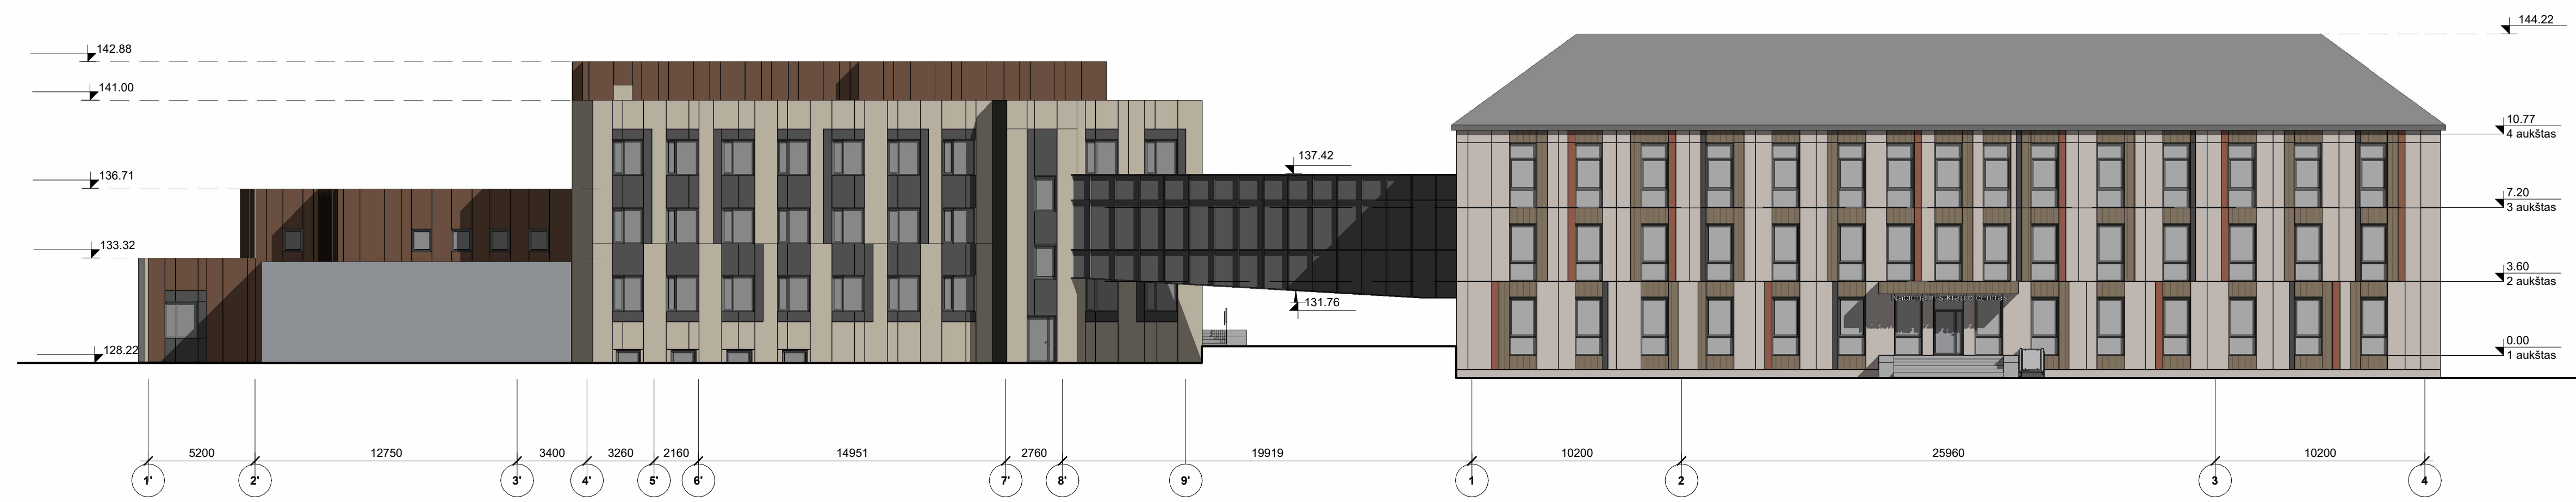 144.22
142.88
141.00
10.77
4 aukštas
137.42
136.71
7.20
3 aukštas
133.32
3.60
2 aukštas
131.76
centras
128.22
0.00
1 aukštas
5200 12750 3400 3260 2160 14951 2760 19919 10200 25960 10200
1' 2' 3' 4' 5' 6' 7' 8' 9' 1 2 3 4